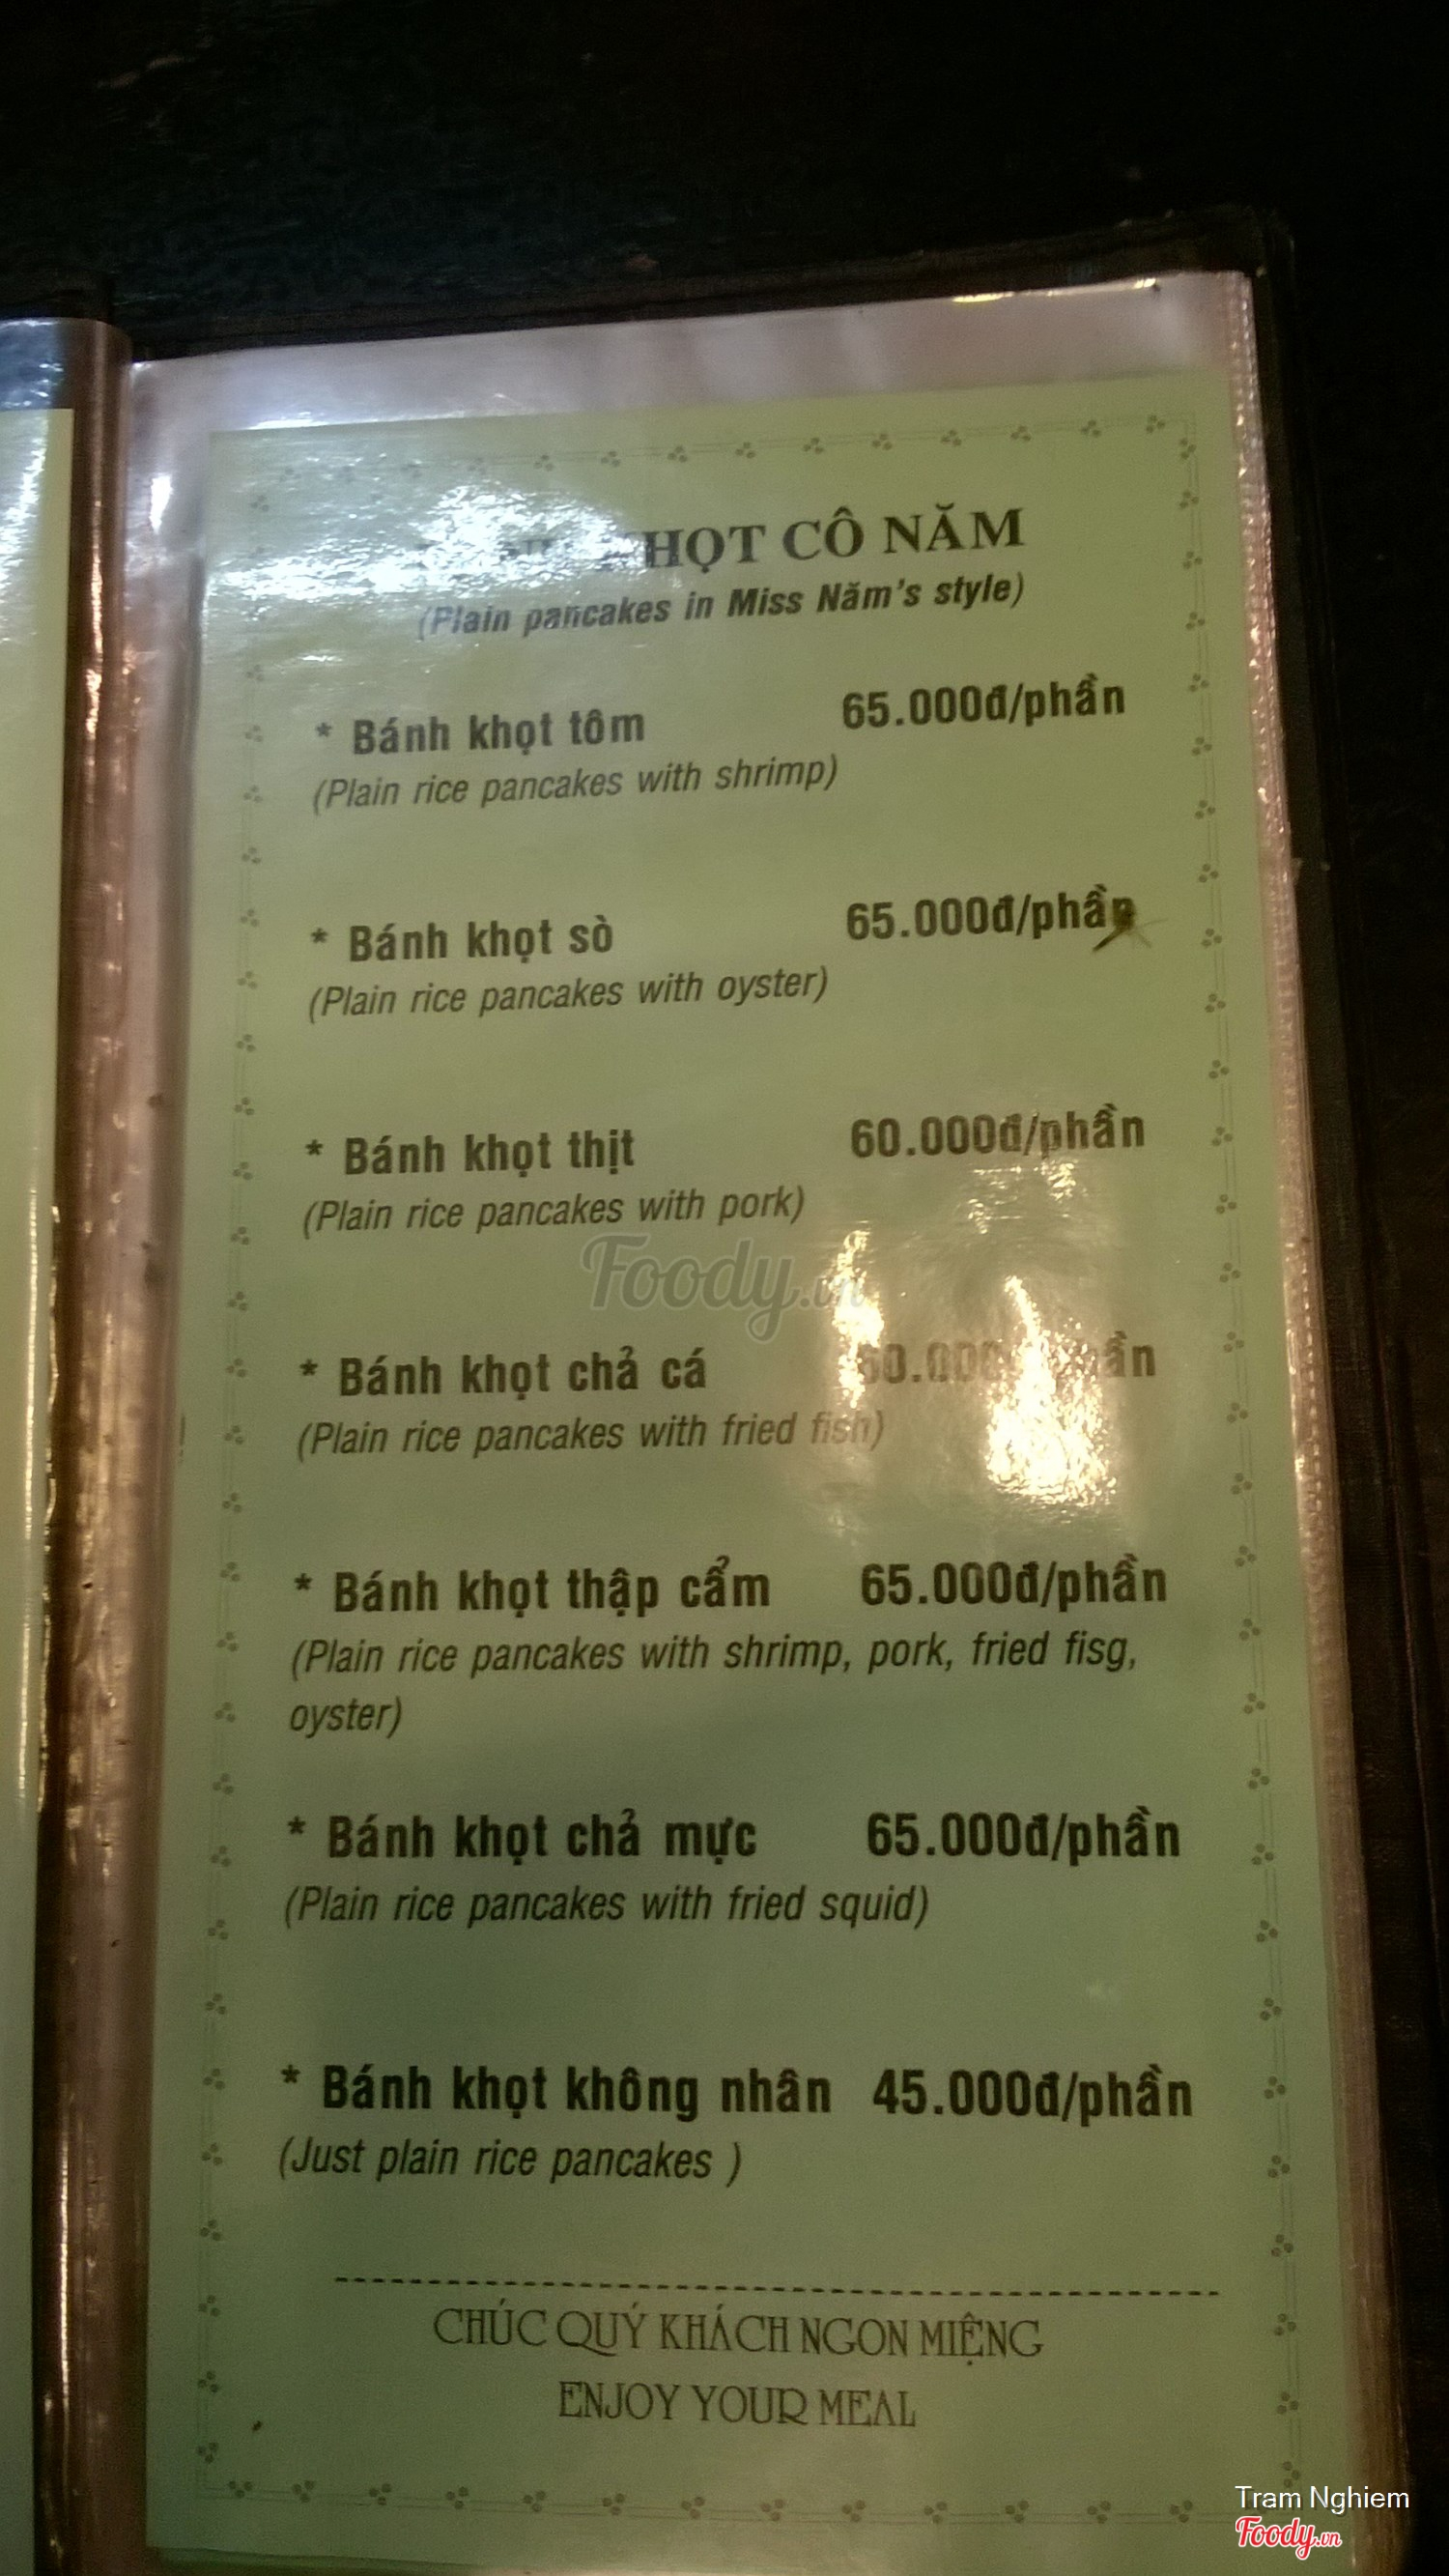 KHỌT CÔ NĂM
(Plain pancakes in Miss Năm's style)
* Bánh khọt tôm 65.000đ/phần
(Plain rice pancakes with shrimp)
* Bánh khọt sò 65.000đ/phần
(Plain rice pancakes with oyster)
* Bánh khọt thịt 60.000đ/phần
(Plain rice pancakes with pork)
Foody.vn
* Bánh khọt chả cá
(Plain rice pancakes with fried fish)
* Bánh khọt thập cẩm 65.000đ/phần
(Plain rice pancakes with shrimp, pork, fried fisg,
oyster)
* Bánh khọt chả mực 65.000đ/phần
(Plain rice pancakes with fried squid)
* Bánh khọt không nhân 45.000đ/phần
(Just plain rice pancakes )
CHÚC QUÝ KHÁCH NGON MIỆNG
ENJOY YOUR MEAL
Tram Nghiem
Foody.vn